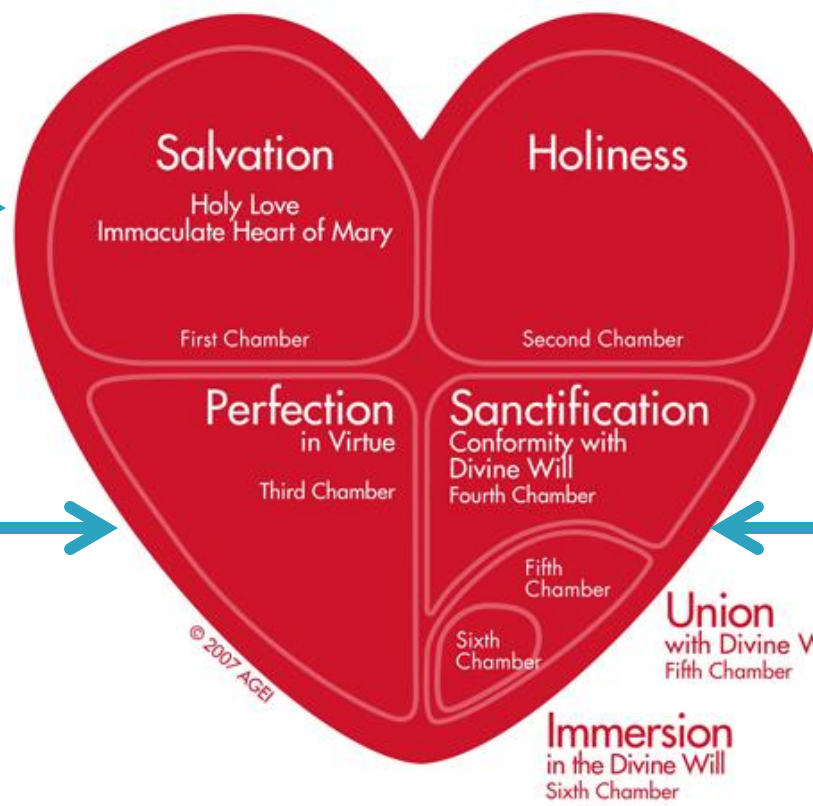 Salvation
Holy Love
Immaculate Heart of Mary
First Chamber
Holiness
Second Chamber
Perfection
in Virtue
Third Chamber
Sanctification
Conformity with
Divine Will
Fourth Chamber
Fifth
Chamber
Sixth
Chamber
Union
with Divine
Fifth Chamber
Immersion
in the Divine Will
Sixth Chamber
© 2007 AGEI